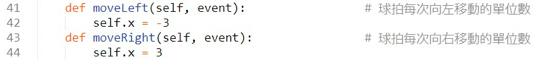 41 def moveLeft(self, event): # 球拍每次向左移動的單位數
42 self.x = -3
43 def moveRight(self, event): # 球拍每次向右移動的單位數
44 self.x = 3